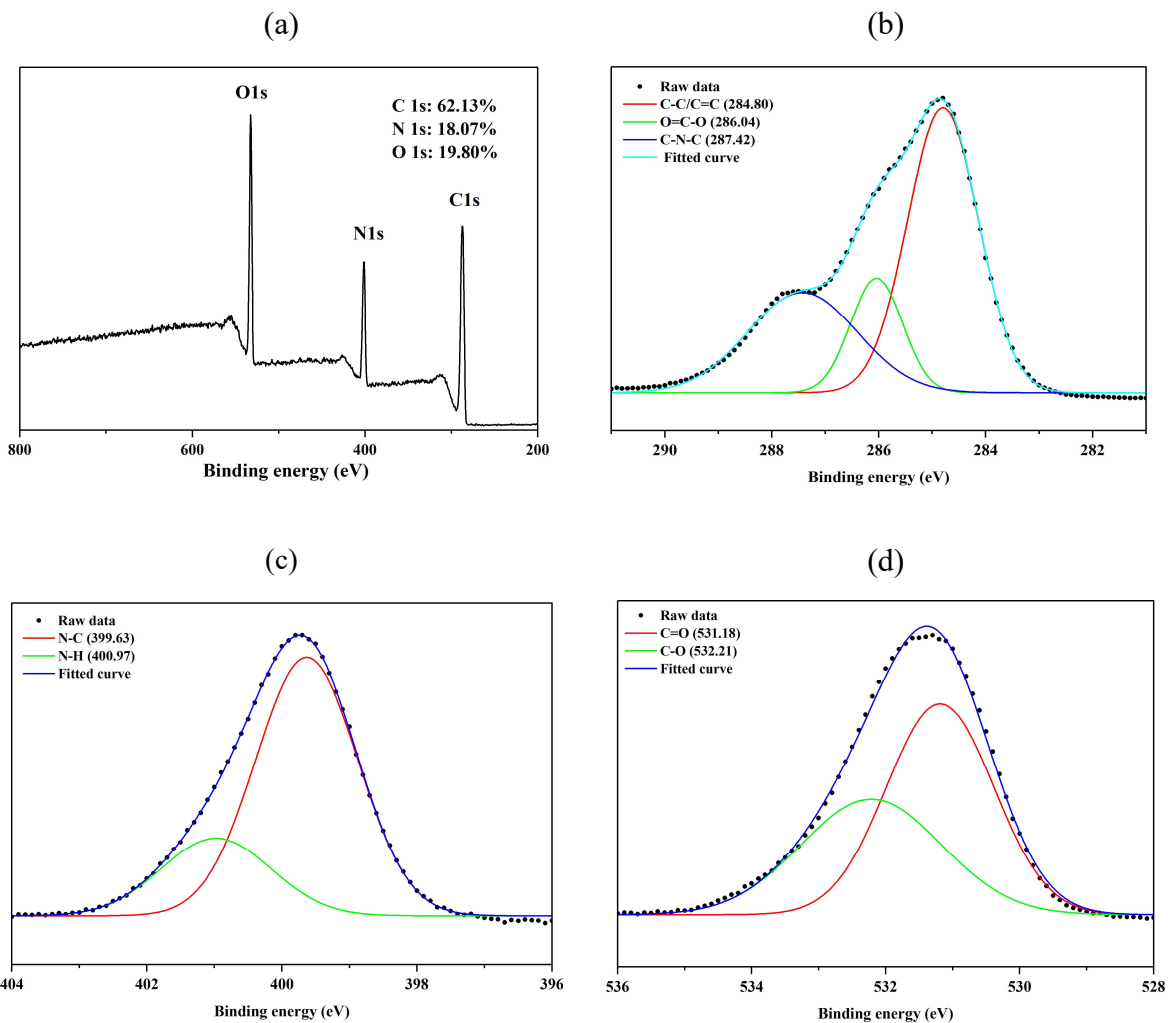 (a)
O1s
C 1s: 62.13%
N 1s: 18.07%
O 1s: 19.80%
C1s
N1s
800
600
400
200
Binding energy (eV)
(b)
Raw data
C-C/C=C (284.80)
O=C-O (286.04)
C-N-C (287.42)
Fitted curve
290
288
286
284
282
Binding energy (eV)
(c)
Raw data
N-C (399.63)
N-H (400.97)
Fitted curve
404
402
400
398
396
Binding energy (eV)
(d)
Raw data
C=O (531.18)
C-O (532.21)
Fitted curve
536
534
532
530
528
Binding energy (eV)